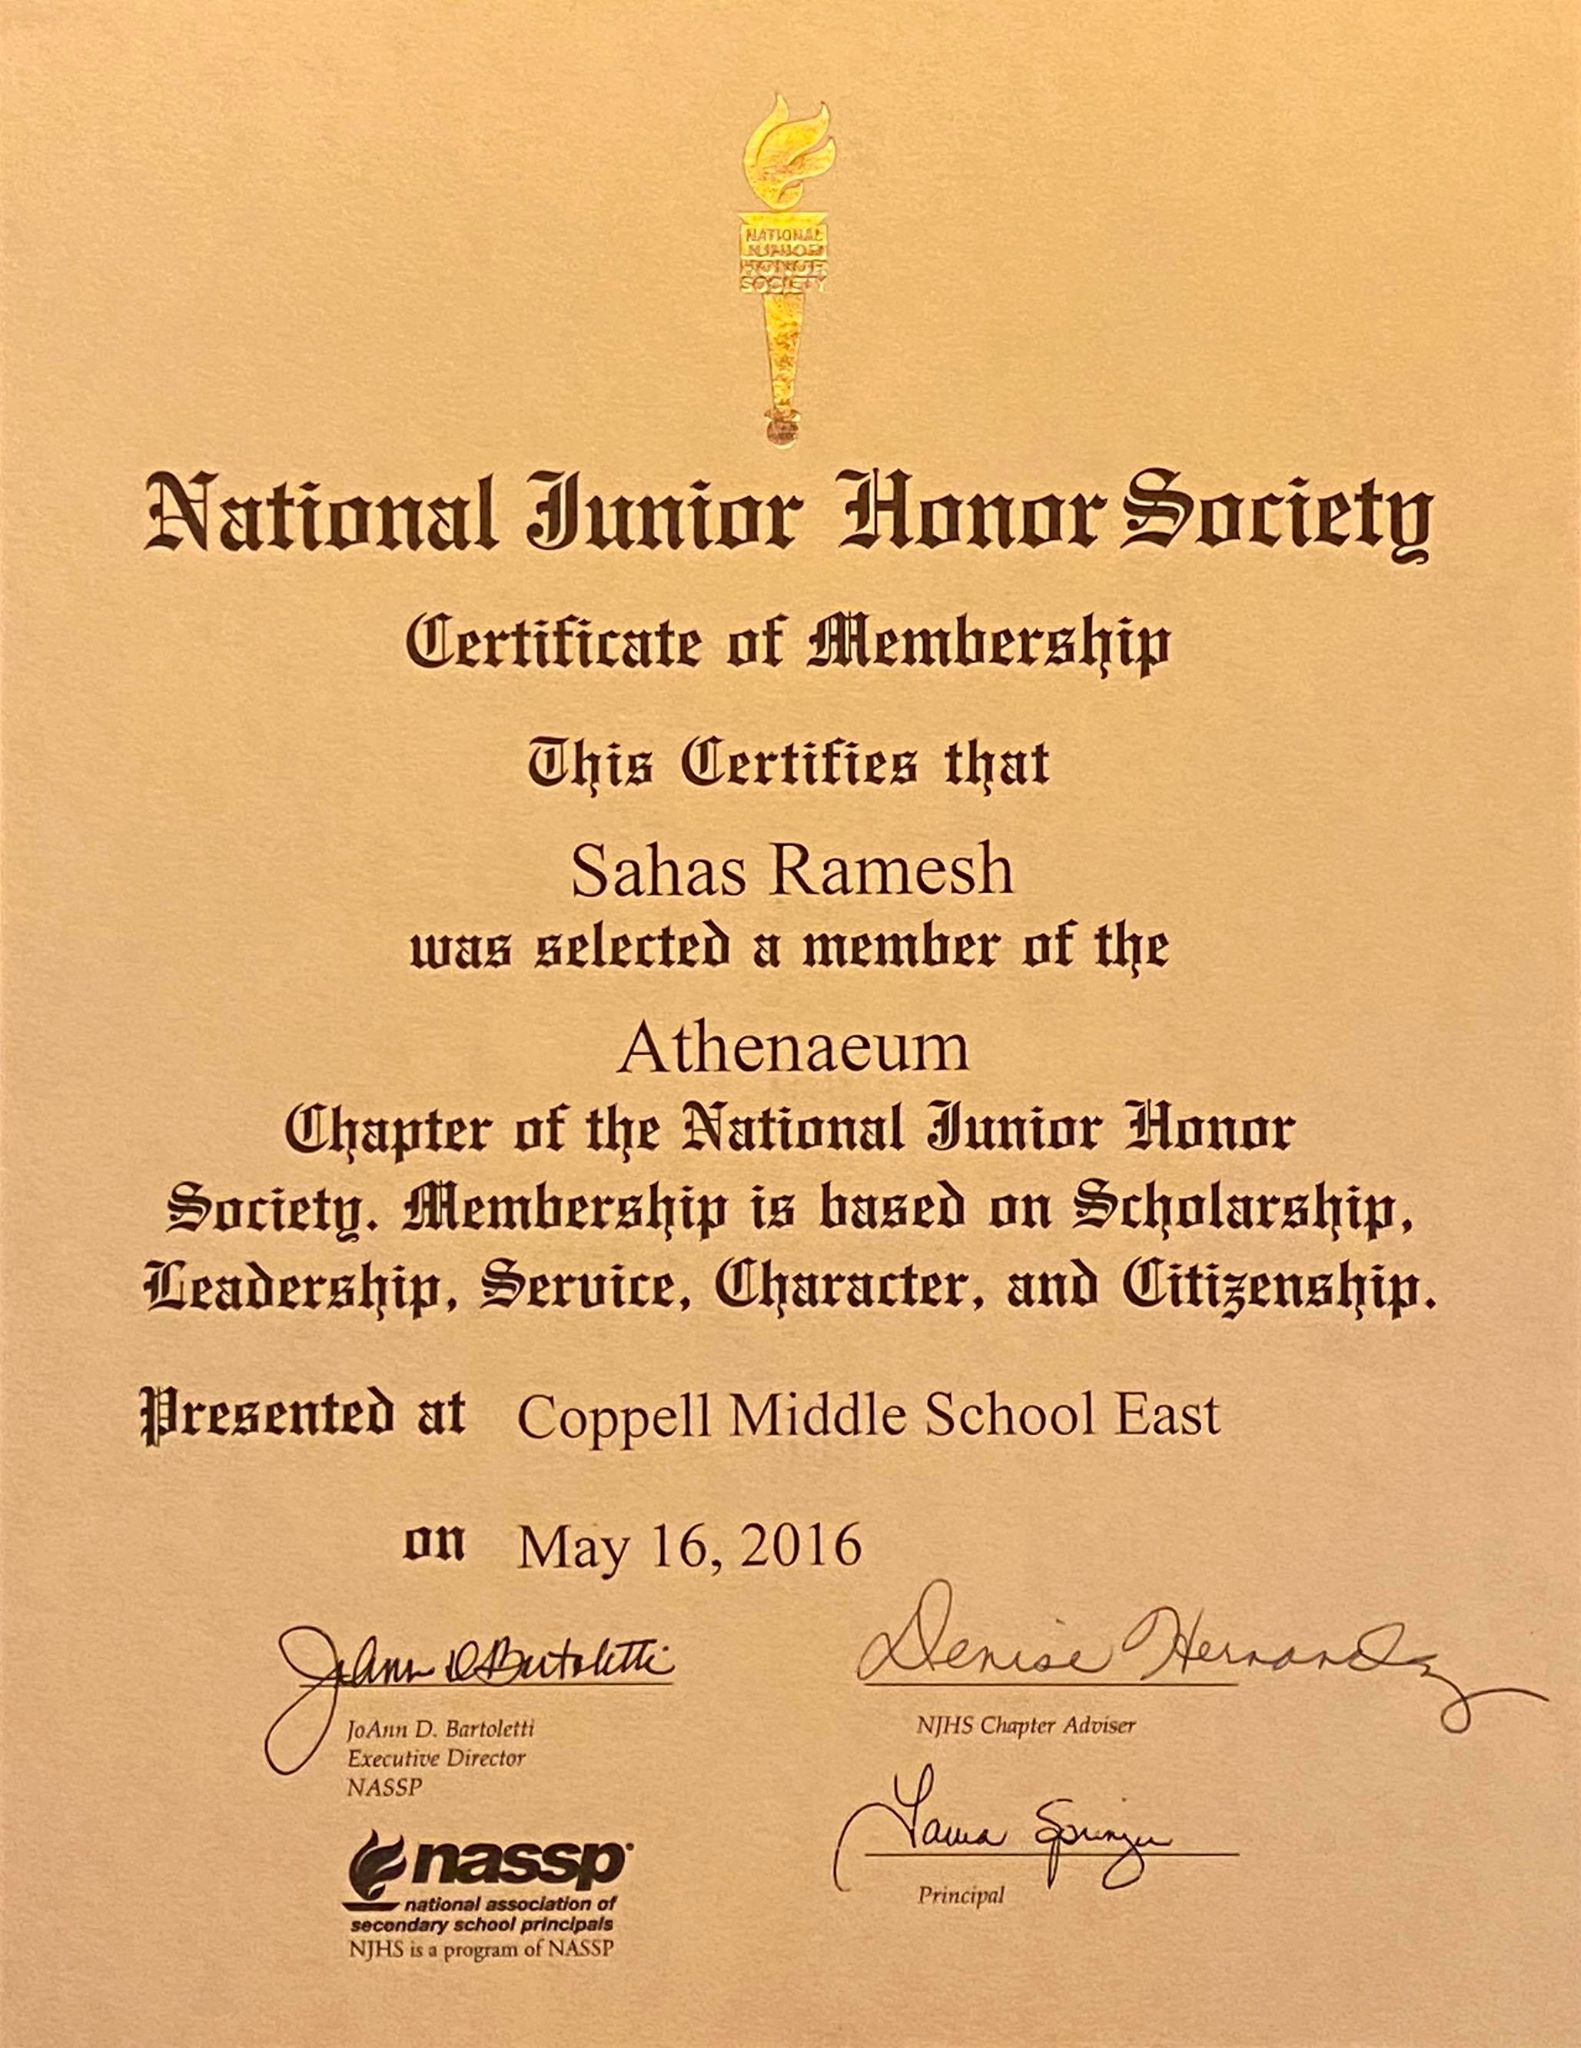 NATIONAL
JUNIOR
HONOR
SOCIETY
National Junior Honor Society
Certificate of Membership
This Certifies that
Sahas Ramesh
was selected a member of the
Athenaeum
Chapter of the National Junior Honor
Society. Membership is based on Scholarship,
Leadership, Service, Character, and Citizenship.
Presented at Coppell Middle School East
on May 16, 2016
JoAnn D. Bartoletti
JoAnn D. Bartoletti
Executive Director
NASSP
Denise Hernandez
NJHS Chapter Adviser
Laura Springer
Principal
nassp®
national association of
secondary school principals
NJHS is a program of NASSP